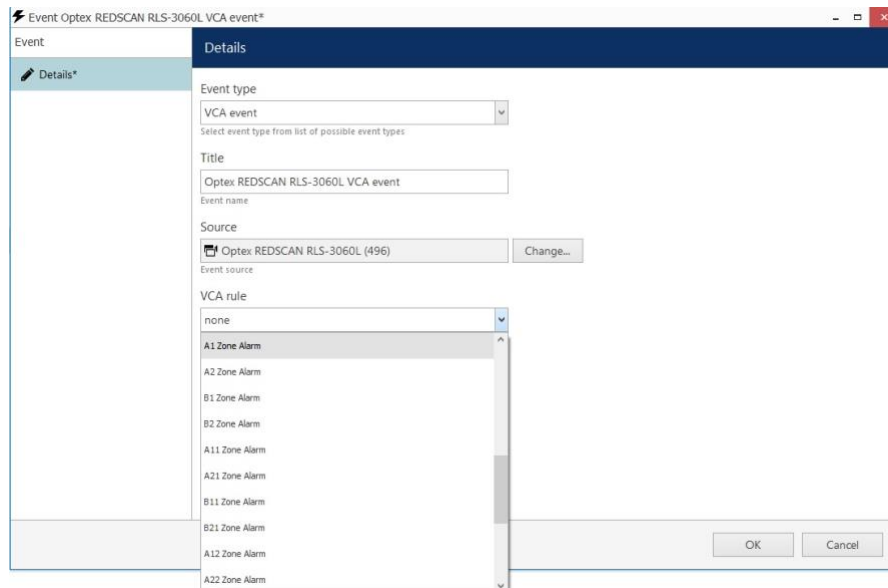 Event Optex REDSCAN RLS-3060L VCA event*
Event
Details
Details*
Event type
VCA event
Select event type from list of possible event types
Title
Optex REDSCAN RLS-3060L VCA event
Event name
Source
Optex REDSCAN RLS-3060L (496)
Change...
Event source
VCA rule
none
A1 Zone Alarm
A2 Zone Alarm
B1 Zone Alarm
B2 Zone Alarm
A11 Zone Alarm
A21 Zone Alarm
B11 Zone Alarm
B21 Zone Alarm
A12 Zone Alarm
A22 Zone Alarm
OK
Cancel